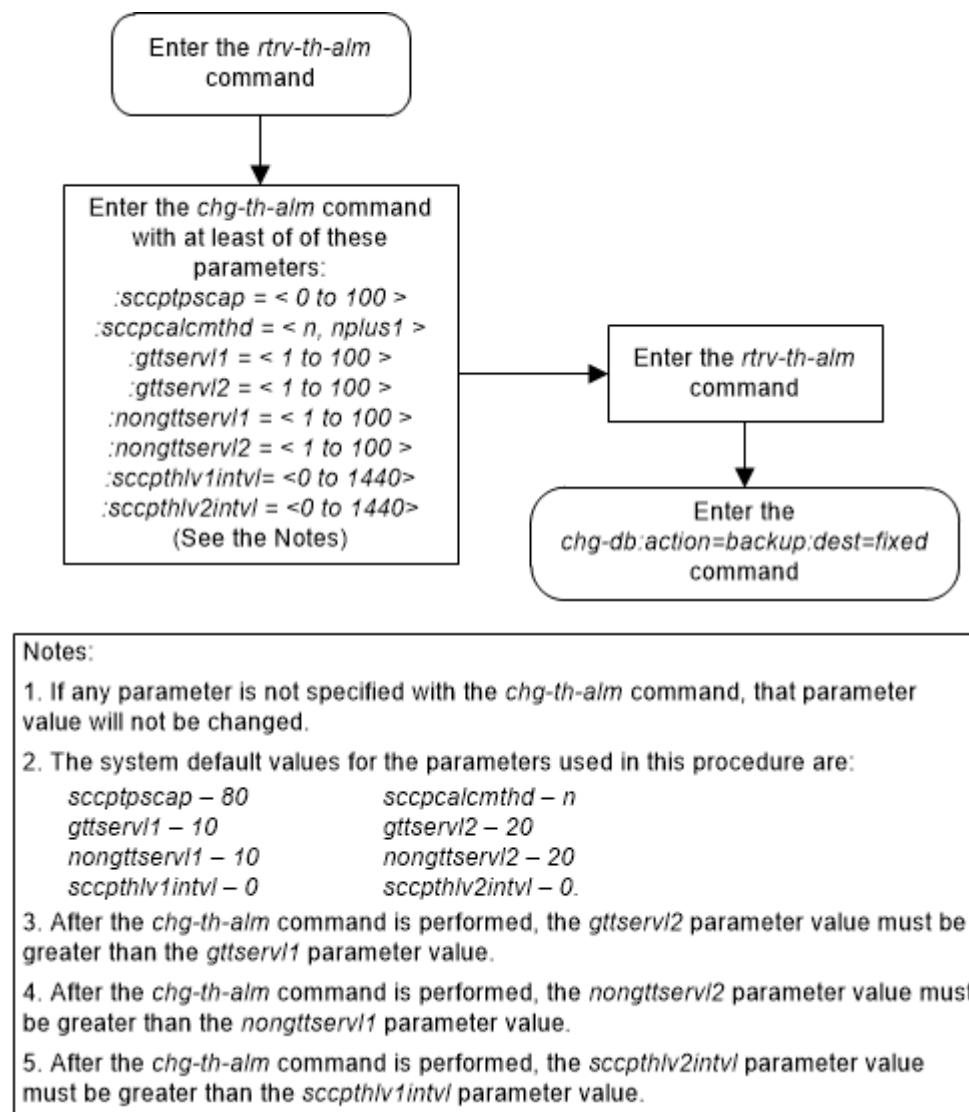 Enter the rtrv-th-alm
command
Enter the chg-th-alm command
with at least of of these
parameters:
:sccptpscap = < 0 to 100 >
:sccpcalcmthd = < n, nplus1 >
:gttservl1 = < 1 to 100 >
:gttservl2 = < 1 to 100 >
:nongttservl1 = < 1 to 100 >
:nongttservl2 = < 1 to 100 >
:sccpthlv1intvl= <0 to 1440>
:sccpthlv2intvl = <0 to 1440>
(See the Notes)
Enter the rtrv-th-alm
command
Enter the
chg-db:action=backup:dest=fixed
command
Notes:
1. If any parameter is not specified with the chg-th-alm command, that parameter
value will not be changed.
2. The system default values for the parameters used in this procedure are:
sccptpscap – 80 sccpcalcmthd – n
gttservl1 – 10 gttservl2 – 20
nongttservl1 – 10 nongttservl2 – 20
sccpthlv1intvl – 0 sccpthlv2intvl – 0.
3. After the chg-th-alm command is performed, the gttservl2 parameter value must be
greater than the gttservl1 parameter value.
4. After the chg-th-alm command is performed, the nongttservl2 parameter value must
be greater than the nongttservl1 parameter value.
5. After the chg-th-alm command is performed, the sccpthlv2intvl parameter value
must be greater than the sccpthlv1intvl parameter value.